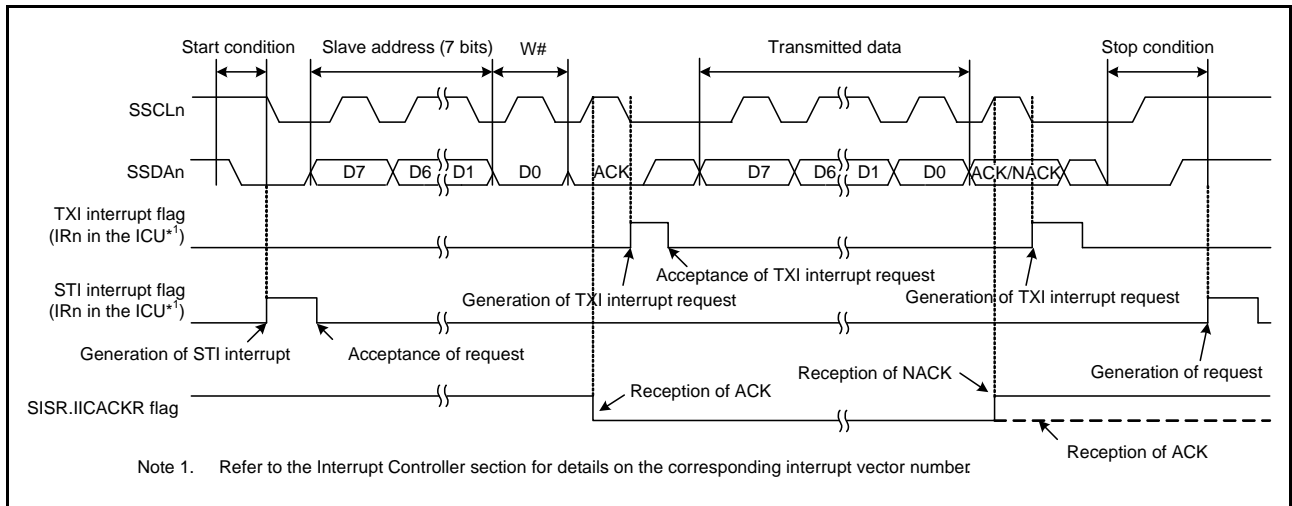 Start condition Slave address (7 bits) W# Transmitted data Stop condition
SSCLn
SSDAn D7 D6 D1 D0 ACK D7 D6 D1 D0 ACK/NACK
TXI interrupt flag
(IRn in the ICU*1)
Acceptance of TXI interrupt request
Generation of TXI interrupt request Generation of TXI interrupt request
STI interrupt flag
(IRn in the ICU*1)
Generation of STI interrupt Acceptance of request
Generation of request
Reception of NACK
Reception of ACK
SISR.IICACKR flag
Reception of ACK
Note 1. Refer to the Interrupt Controller section for details on the corresponding interrupt vector number.